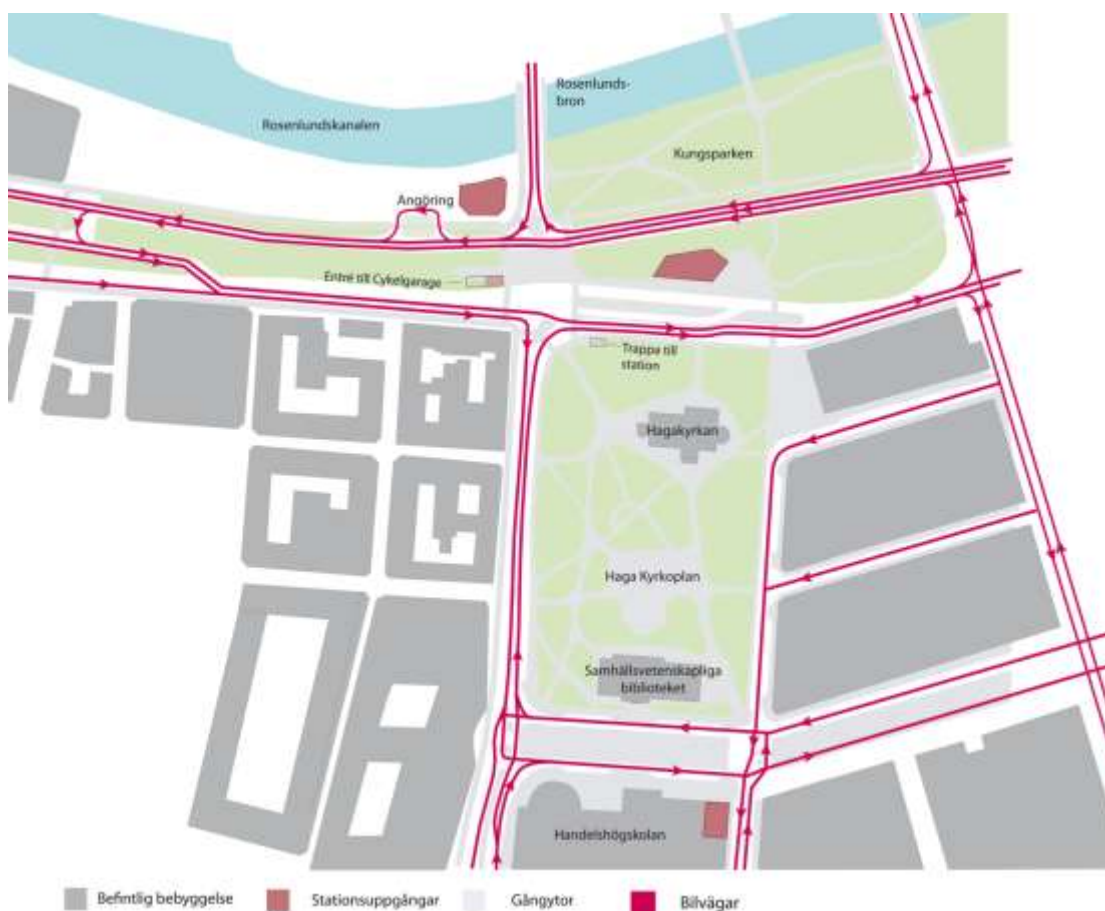 Rosenlunds-
bron
Rosenlundskanalen
Kungsparken
Angöring
Entré till Cykelgarage
Trappa till
station
Hagakyrkan
Haga Kyrkoplan
Samhällsvetenskapliga
biblioteket
Handelshögskolan
Befintlig bebyggelse
Stationsuppgångar
Gångytor
Bilvägar